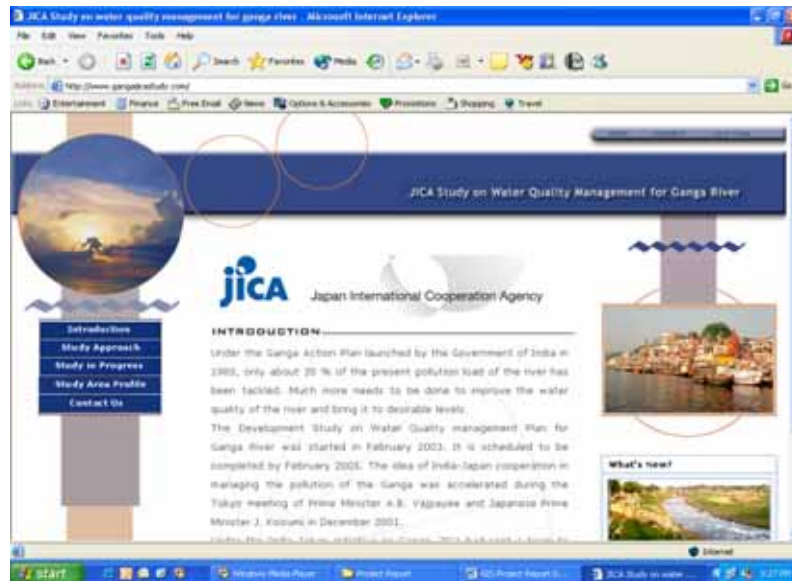 JICA Study on water quality management for ganga river - Microsoft Internet Explorer
File Edit View Favorites Tools Help
Back Search Favorites Media
Entertainment Finance Free Email News Options & Accessories Promotions Shopping Travel
JICA Study on Water Quality Management for Ganga River
jica Japan International Cooperation Agency
Introduction
Study Approach
Study in Progress
Study Area Profile
Contact Us
INTRODUCTION
Under the Ganga Action Plan launched by the Government of India in
only about 35 % of the present pollution load of the river has
been tackled. Much more needs to be done to improve the water
quality of the river and bring it to desirable levels.
The Development Study on Water Quality management Plan for
Ganga River was started in February 2003. It is scheduled to be
completed by February 2005. The idea of India-Japan cooperation in
managing the pollution of the Ganga was accelerated during the
Tokyo meeting of Prime Minister A.B. Vajpayee and Japanese Prime
Minister J. Koizumi in December 2001.
What's New?
Internet
start Windows Media Player Project Report GIS Project Report JICA Study on water ... 9:27 PM